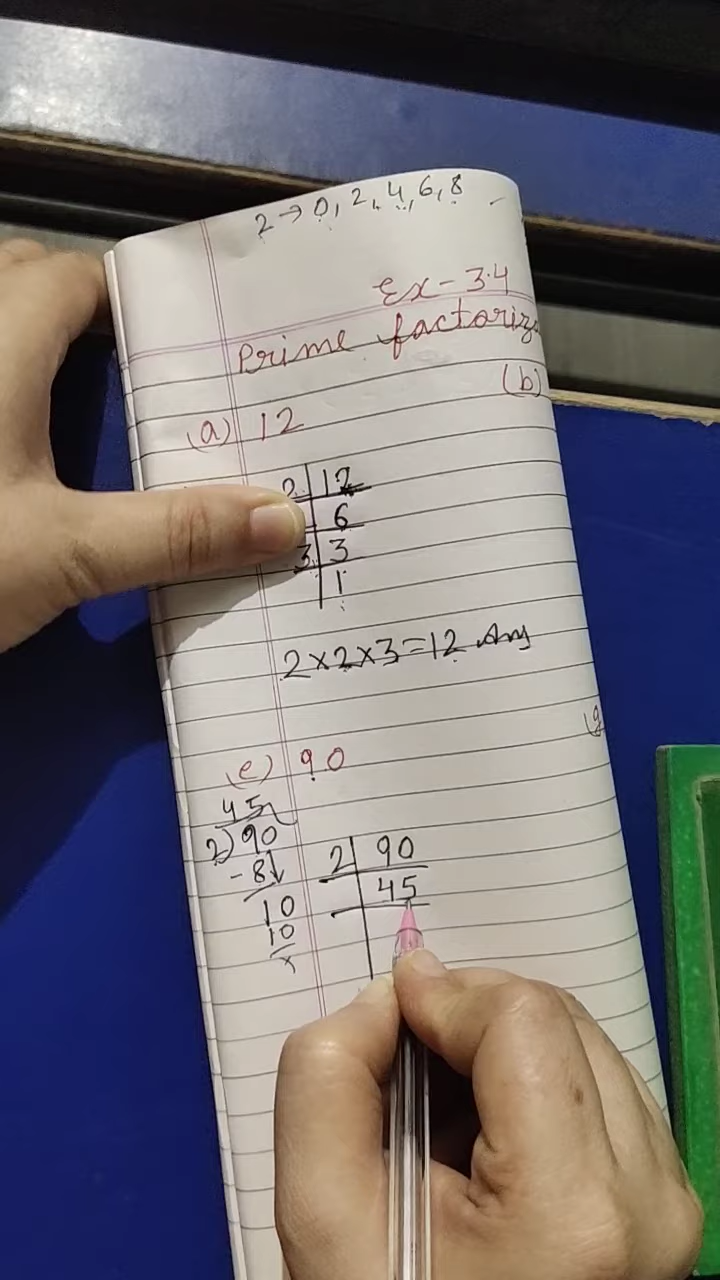 2 → 0, 2, 4, 6, 8
Ex - 3.4
Prime factoriz
(a) 12
(b)
2 | 12
6
3 | 3
1
2×2×3=12 Ans
(e) 90
45
2) 90
-8↓
10
10
x
2 | 90
45